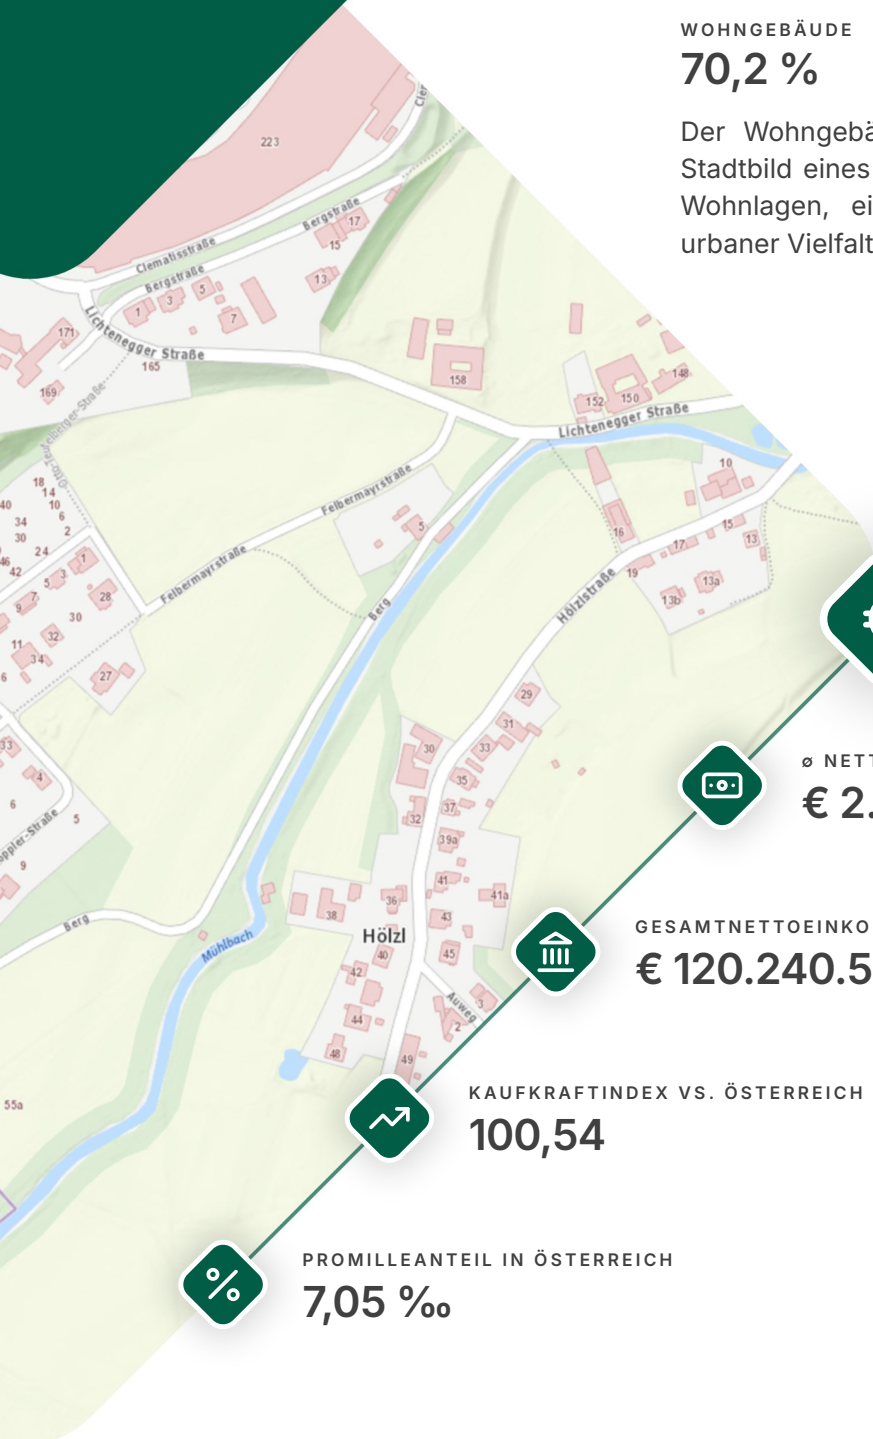 WOHNGEBÄUDE
70,2 %
Der Wohngebä
Stadtbild eines
Wohnlagen, ei
urbaner Vielfalt
223
Clematisstraße
Bergstraße
Bergstraße
17
15
13
1
3
5
7
171
Lichtenegger Straße
165
169
158
152
150
148
Lichtenegger Straße
10
18
14
10
6
2
40
34
30
24
46
42
Felbermayrstraße
5
Felbermayrstraße
Berg
16
17
15
13
19
13a
13b
Hölzlstraße
1
3
5
7
9
28
30
32
11
34
6
27
29
31
33
30
35
37
32
39a
33
4
6
5
9
oppler-Straße
41
41a
36
38
43
Hölzl
40
45
42
Berg
Mühlbach
Auweg
3
2
44
48
49
55a
ø NETT
€ 2.
GESAMTNETTOEINKO
€ 120.240.5
KAUFKRAFTINDEX VS. ÖSTERREICH
100,54
PROMILLEANTEIL IN ÖSTERREICH
7,05 ‰